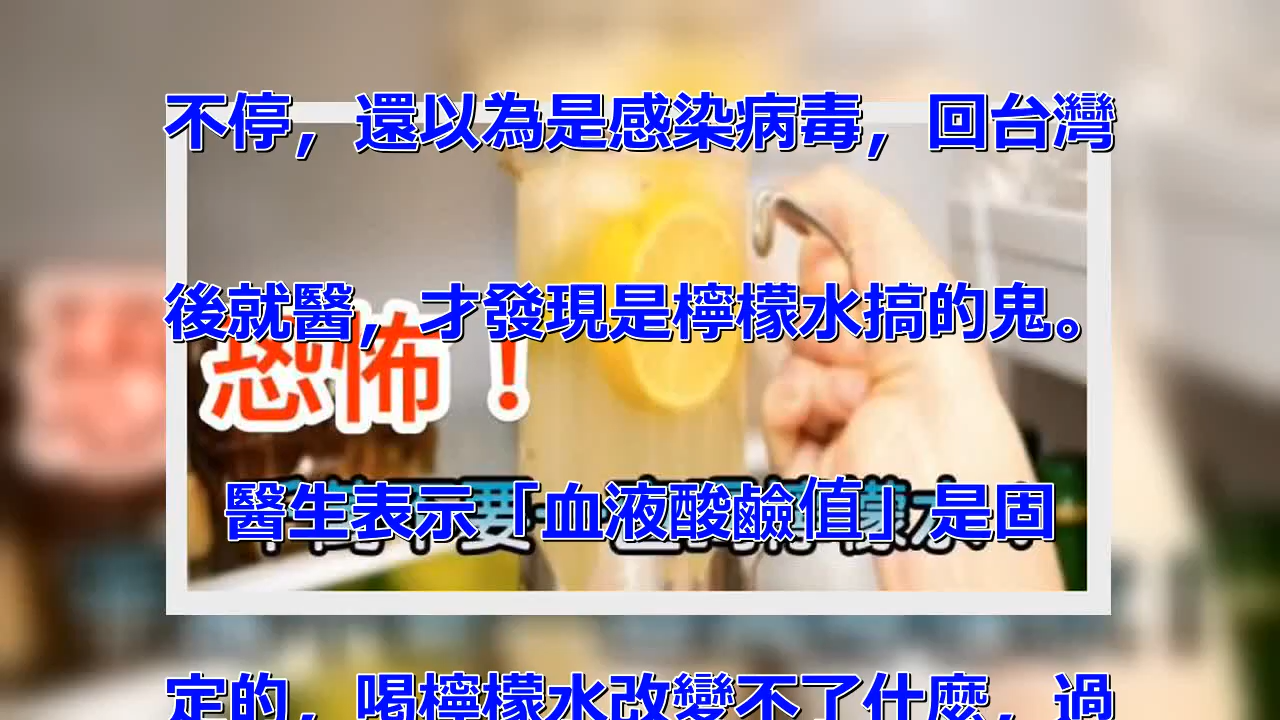 不停，還以為是感染病毒，回台灣
後就醫，才發現是檸檬水搞的鬼。
恐怖！
醫生表示「血液酸鹼值」是固
定的，喝檸檬水改變不了什麼，過